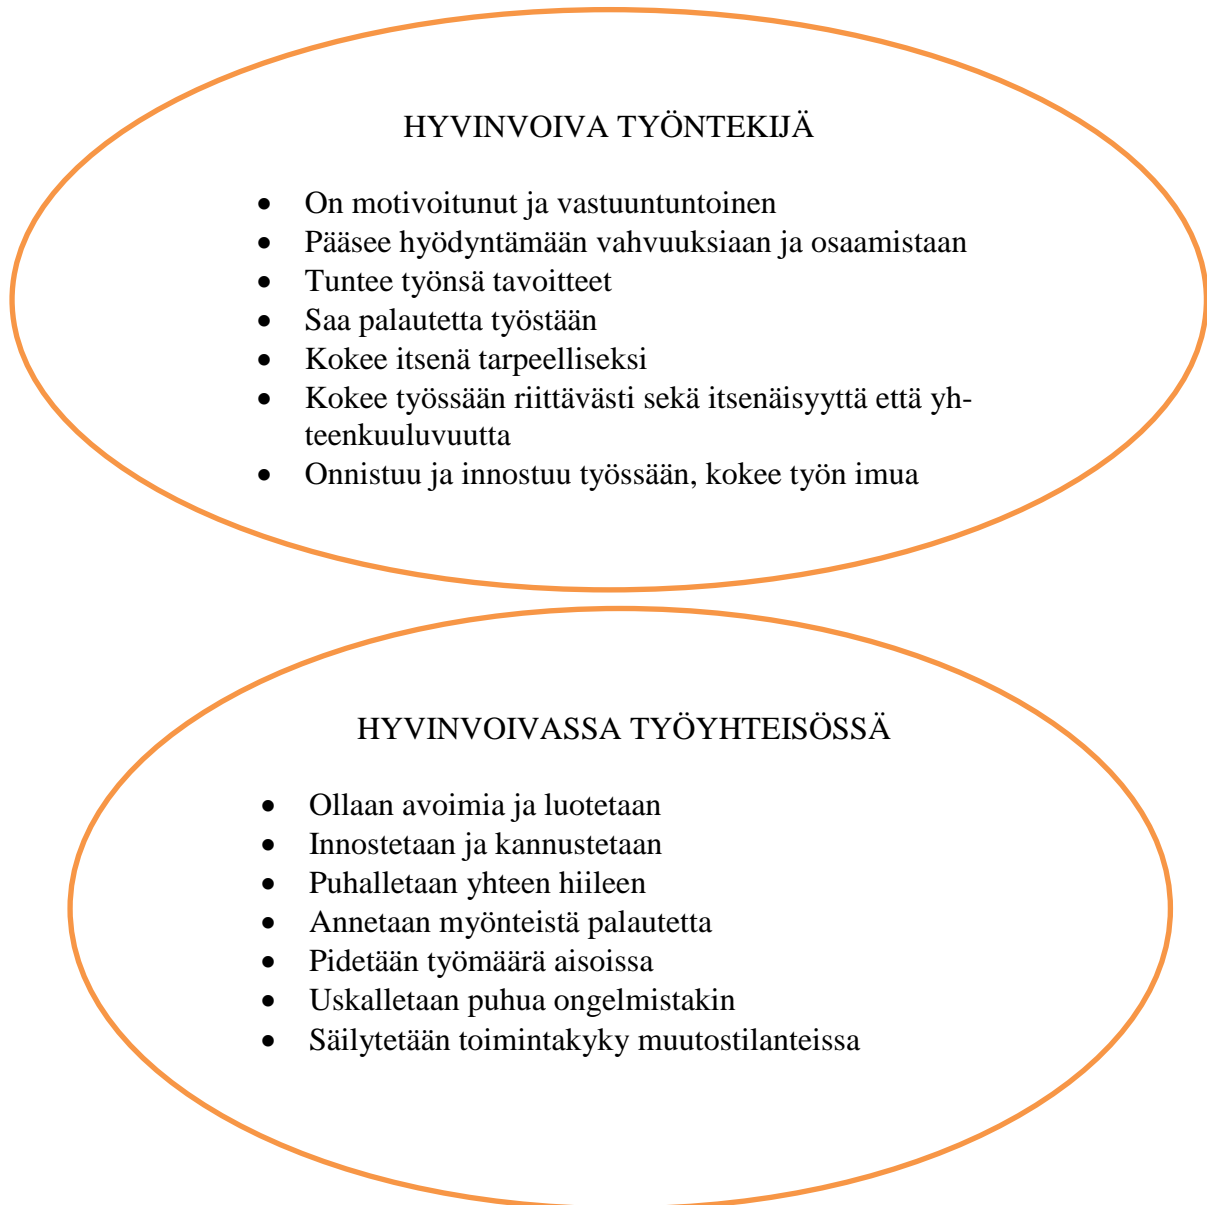 HYVINVOIVA TYÖNTEKIJÄ
• On motivoitunut ja vastuuntuntoinen
• Pääsee hyödyntämään vahvuuksiaan ja osaamistaan
• Tuntee työnsä tavoitteet
• Saa palautetta työstään
• Kokee itsenä tarpeelliseksi
• Kokee työssään riittävästi sekä itsenäisyyttä että yh-
teenkuuluvuutta
• Onnistuu ja innostuu työssään, kokee työn imua
HYVINVOIVASSA TYÖYHTEISÖSSÄ
• Ollaan avoimia ja luotetaan
• Innostetaan ja kannustetaan
• Puhalletaan yhteen hiileen
• Annetaan myönteistä palautetta
• Pidetään työmäärä aisoissa
• Uskalletaan puhua ongelmistakin
• Säilytetään toimintakyky muutostilanteissa